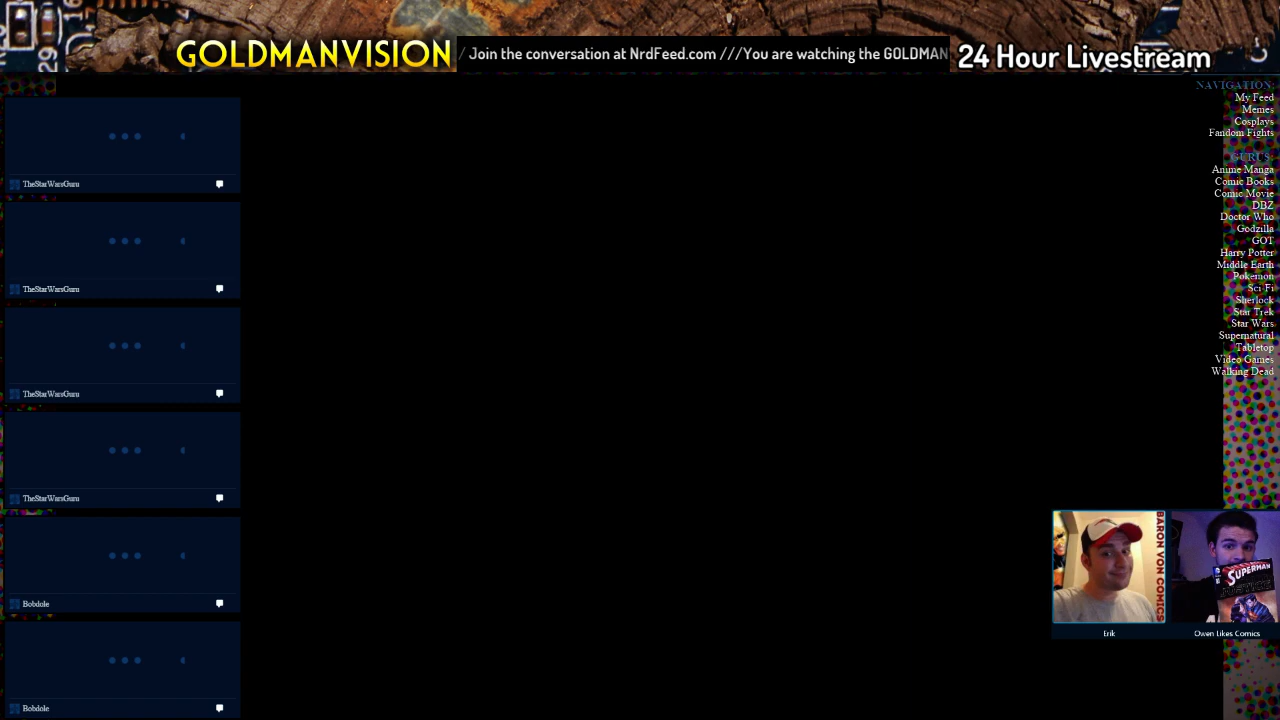 GOLDMANVISION
/ Join the conversation at NrdFeed.com ///You are watching the GOLDMAN
24 Hour Livestream
NAVIGATION:
My Feed
Memes
Cosplays
Fandom Fights
GURUS:
Anime Manga
Comic Books
Comic Movie
DBZ
Doctor Who
Godzilla
GOT
Harry Potter
Middle Earth
Pokemon
Sci-Fi
Sherlock
Star Trek
Star Wars
Supernatural
Tabletop
Video Games
Walking Dead
TheStarWarsGuru
TheStarWarsGuru
TheStarWarsGuru
TheStarWarsGuru
Bobdole
Bobdole
BARON VON COMICS
SUPERMAN
Erik
Owen Likes Comics